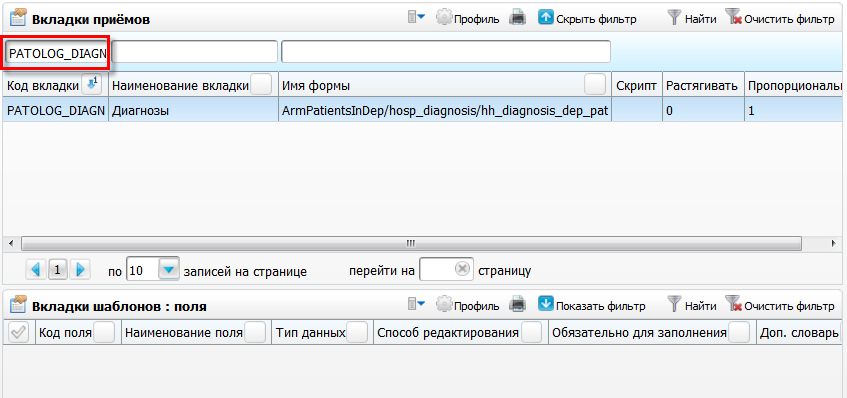 Вкладки приёмов Профиль Скрыть фильтр Найти Очистить фильтр
PATOLOG_DIAGN
Код вкладки 1 Наименование вкладки Имя формы Скрипт Растягивать Пропорциональ
PATOLOG_DIAGN Диагнозы ArmPatientsInDep/hosp_diagnosis/hh_diagnosis_dep_pat 0 1
1 по 10 записей на странице перейти на страницу
Вкладки шаблонов : поля Профиль Показать фильтр Найти Очистить фильтр
Код поля Наименование поля Тип данных Способ редактирования Обязательно для заполнения Доп. словарь